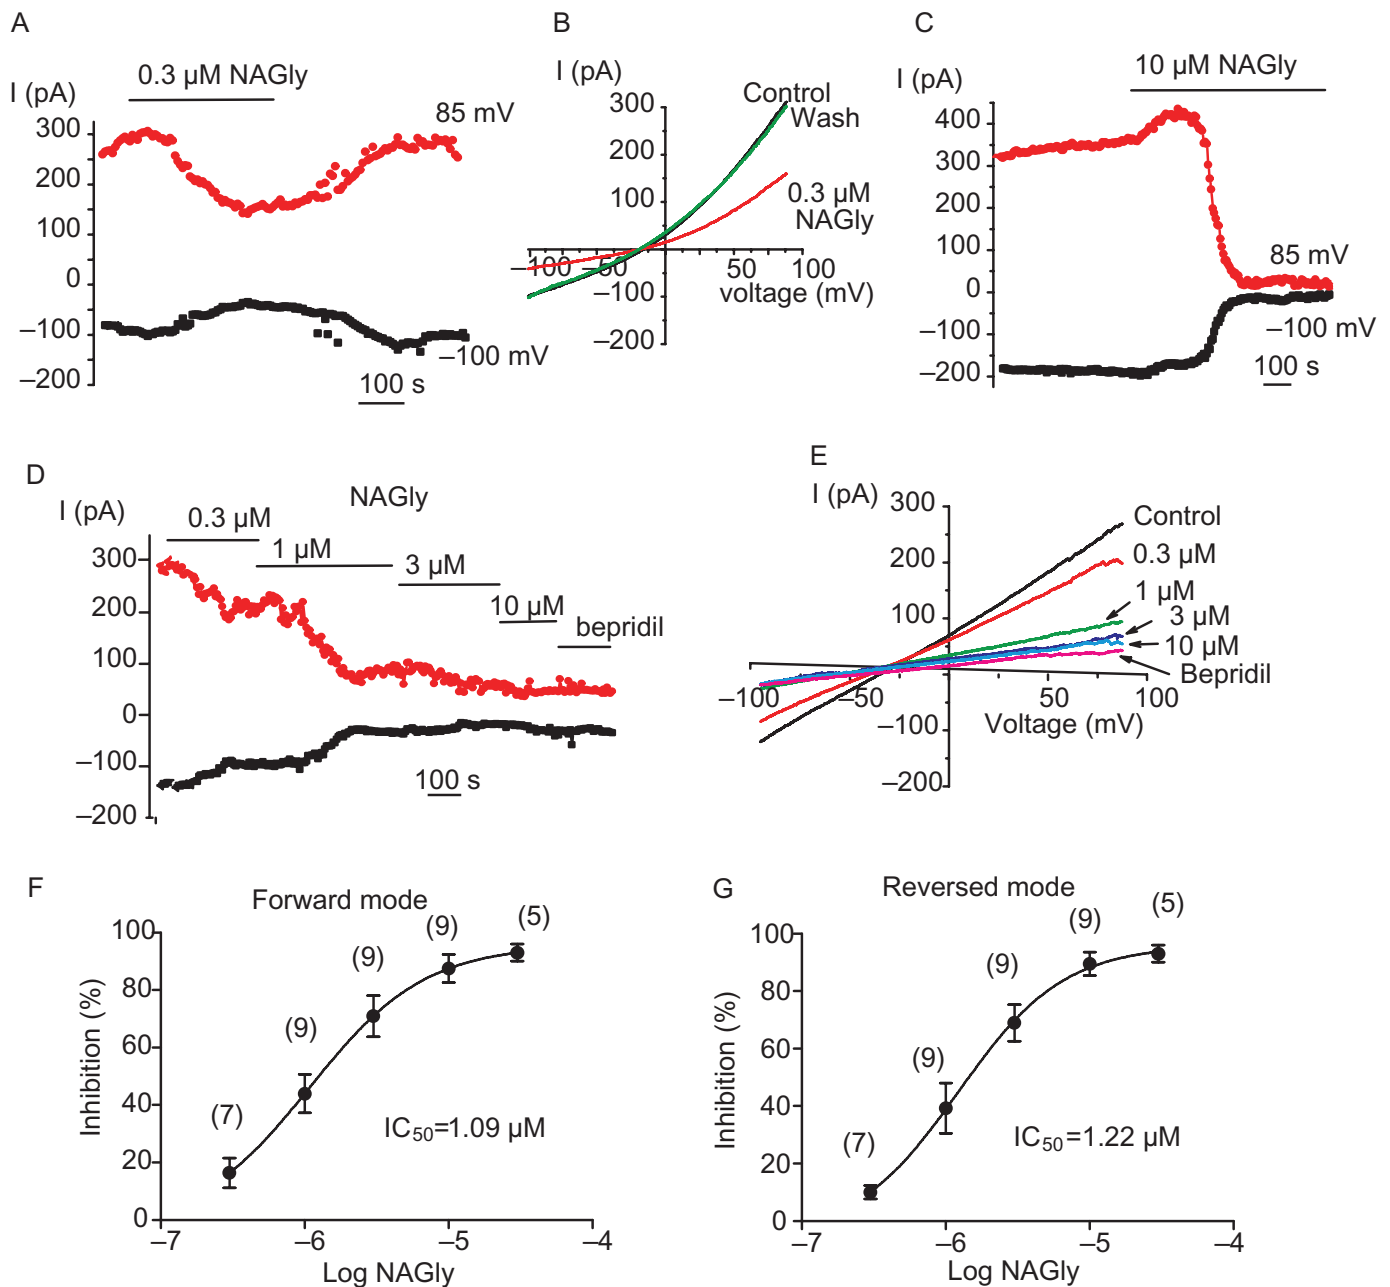 A
0.3 µM NAGly
I (pA)
85 mV
300
200
100
0
–100
–200
–100 mV
100 s
B
I (pA)
300
200
100
–100
–200
–100
–50
50
100
voltage (mV)
Control
Wash
0.3 µM
NAGly
C
10 µM NAGly
I (pA)
400
300
200
100
0
–100
–200
85 mV
–100 mV
100 s
D
NAGly
I (pA)
0.3 µM
1 µM
3 µM
10 µM
bepridil
300
200
100
0
–100
–200
100 s
E
I (pA)
300
200
100
–100
–200
–100
–50
50
100
Voltage (mV)
Control
0.3 µM
1 µM
3 µM
10 µM
Bepridil
F
Forward mode
Inhibition (%)
100
80
60
40
20
0
(7)
(9)
(9)
(9)
(5)
IC50=1.09 µM
–7
–6
–5
–4
Log NAGly
G
Reversed mode
Inhibition (%)
100
80
60
40
20
0
(7)
(9)
(9)
(9)
(5)
IC50=1.22 µM
–7
–6
–5
–4
Log NAGly